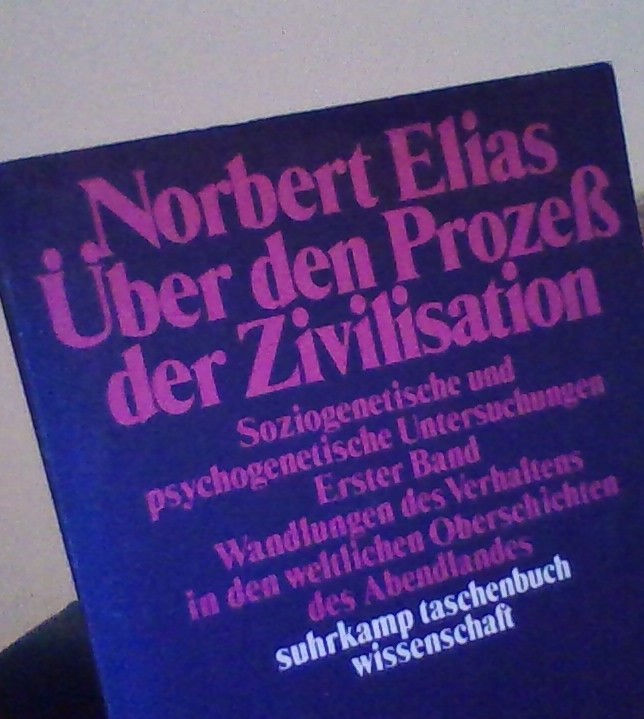 Norbert Elias
Über den Prozeß
der Zivilisation
Soziogenetische und
psychogenetische Untersuchungen
Erster Band
Wandlungen des Verhaltens
in den weltlichen Oberschichten
des Abendlandes
suhrkamp taschenbuch
wissenschaft